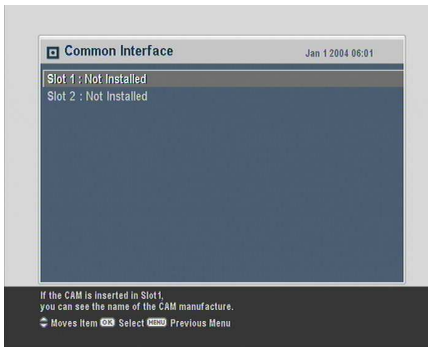 Common Interface
Jan 1 2004 06:01
Slot 1 : Not Installed
Slot 2 : Not Installed
If the CAM is inserted in Slot1,
you can see the name of the CAM manufacture.
Moves Item OK Select MENU Previous Menu